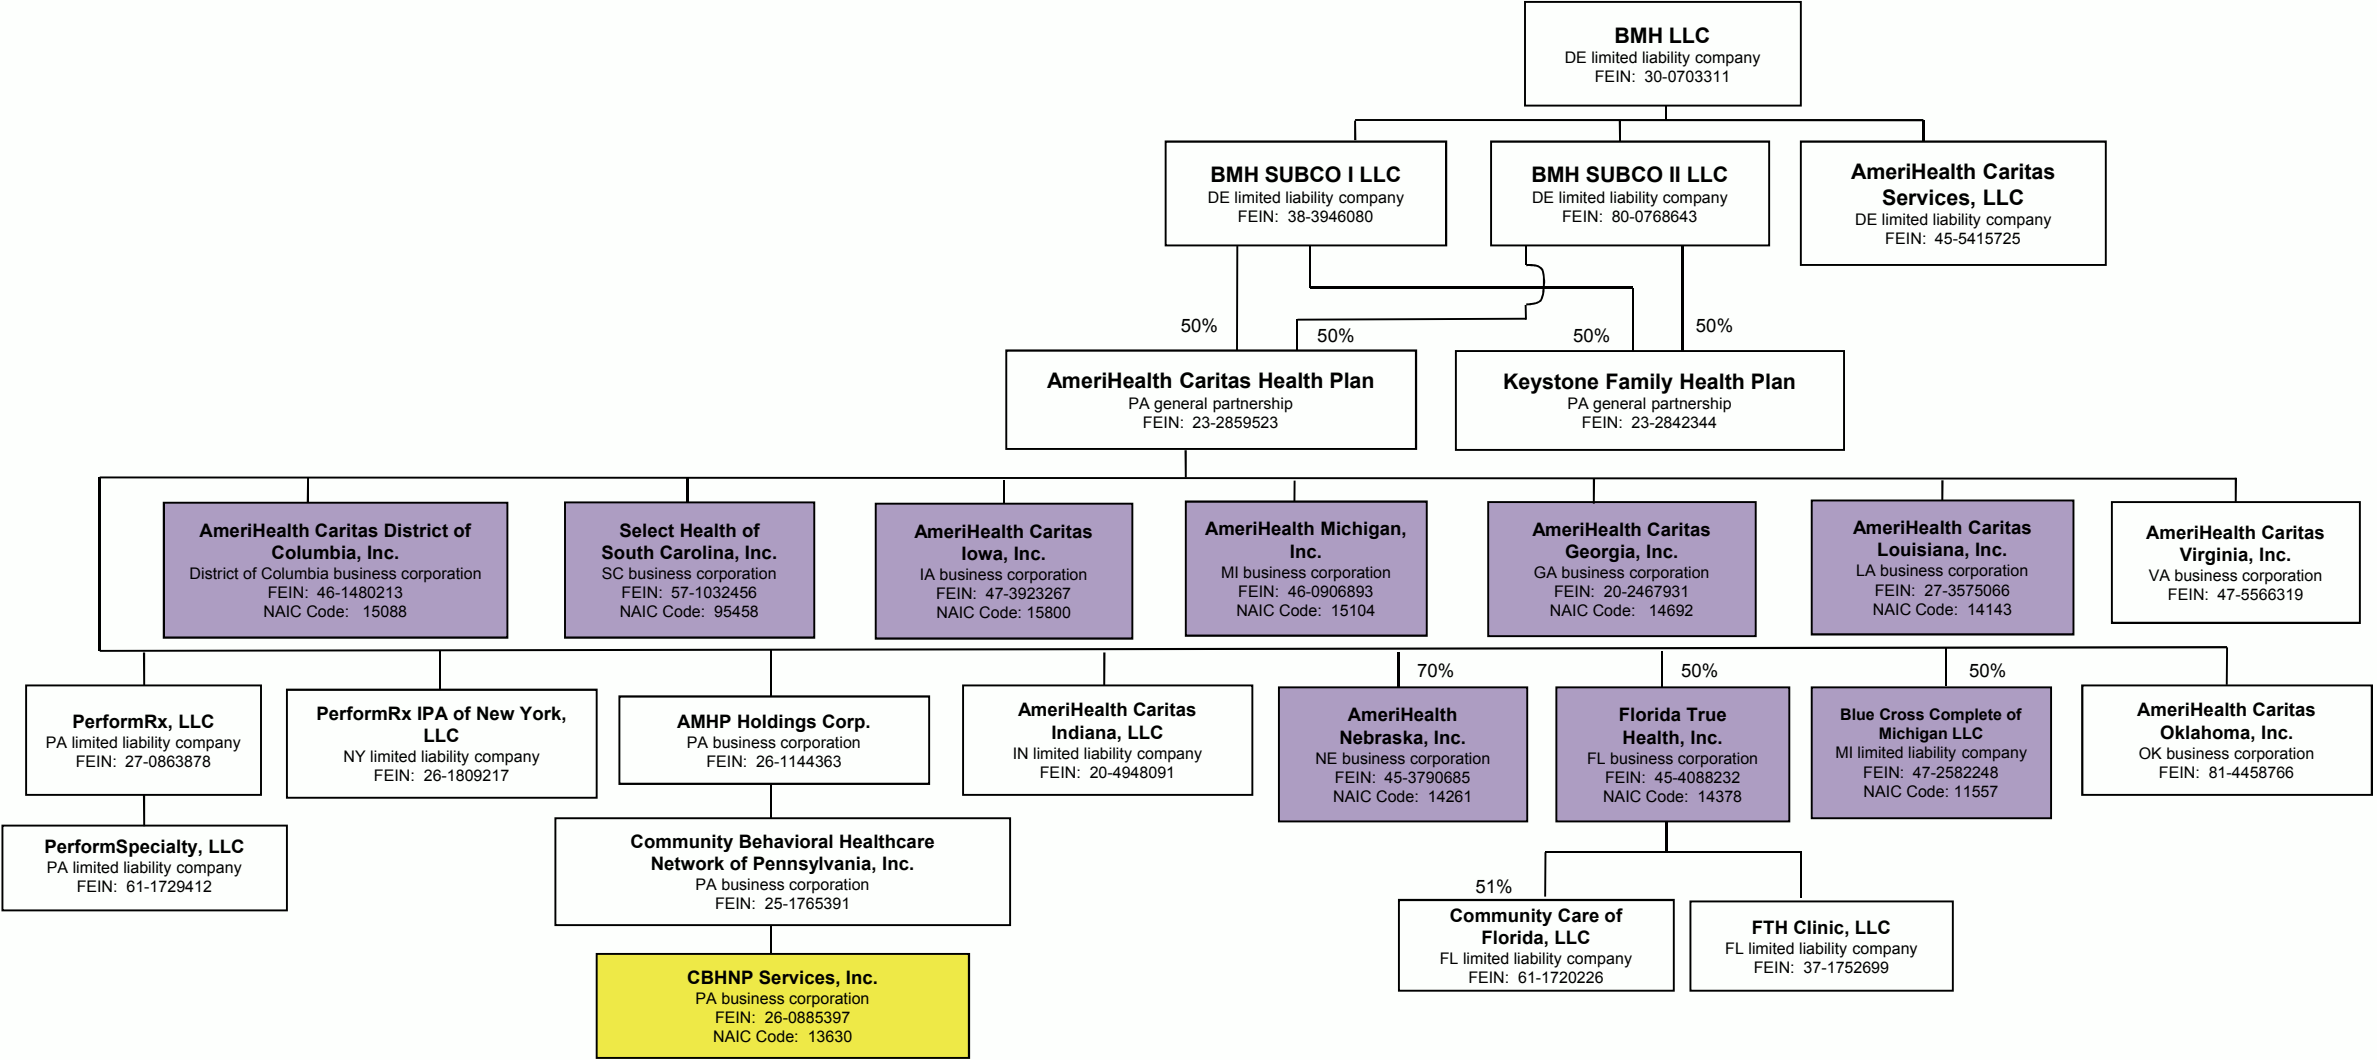 BMH LLC
DE limited liability company
FEIN: 30-0703311
BMH SUBCO I LLC
DE limited liability company
FEIN: 38-3946080
BMH SUBCO II LLC
DE limited liability company
FEIN: 80-0768643
AmeriHealth Caritas
Services, LLC
DE limited liability company
FEIN: 45-5415725
50%
50%
50%
50%
AmeriHealth Caritas Health Plan
PA general partnership
FEIN: 23-2859523
Keystone Family Health Plan
PA general partnership
FEIN: 23-2842344
AmeriHealth Caritas District of
Columbia, Inc.
District of Columbia business corporation
FEIN: 46-1480213
NAIC Code: 15088
Select Health of
South Carolina, Inc.
SC business corporation
FEIN: 57-1032456
NAIC Code: 95458
AmeriHealth Caritas
Iowa, Inc.
IA business corporation
FEIN: 47-3923267
NAIC Code: 15800
AmeriHealth Michigan,
Inc.
MI business corporation
FEIN: 46-0906893
NAIC Code: 15104
AmeriHealth Caritas
Georgia, Inc.
GA business corporation
FEIN: 20-2467931
NAIC Code: 14692
AmeriHealth Caritas
Louisiana, Inc.
LA business corporation
FEIN: 27-3575066
NAIC Code: 14143
AmeriHealth Caritas
Virginia, Inc.
VA business corporation
FEIN: 47-5566319
PerformRx, LLC
PA limited liability company
FEIN: 27-0863878
PerformRx IPA of New York,
LLC
NY limited liability company
FEIN: 26-1809217
AMHP Holdings Corp.
PA business corporation
FEIN: 26-1144363
AmeriHealth Caritas
Indiana, LLC
IN limited liability company
FEIN: 20-4948091
70%
AmeriHealth
Nebraska, Inc.
NE business corporation
FEIN: 45-3790685
NAIC Code: 14261
50%
Florida True
Health, Inc.
FL business corporation
FEIN: 45-4088232
NAIC Code: 14378
50%
Blue Cross Complete of
Michigan LLC
MI limited liability company
FEIN: 47-2582248
NAIC Code: 11557
AmeriHealth Caritas
Oklahoma, Inc.
OK business corporation
FEIN: 81-4458766
PerformSpecialty, LLC
PA limited liability company
FEIN: 61-1729412
Community Behavioral Healthcare
Network of Pennsylvania, Inc.
PA business corporation
FEIN: 25-1765391
51%
Community Care of
Florida, LLC
FL limited liability company
FEIN: 61-1720226
FTH Clinic, LLC
FL limited liability company
FEIN: 37-1752699
CBHNP Services, Inc.
PA business corporation
FEIN: 26-0885397
NAIC Code: 13630